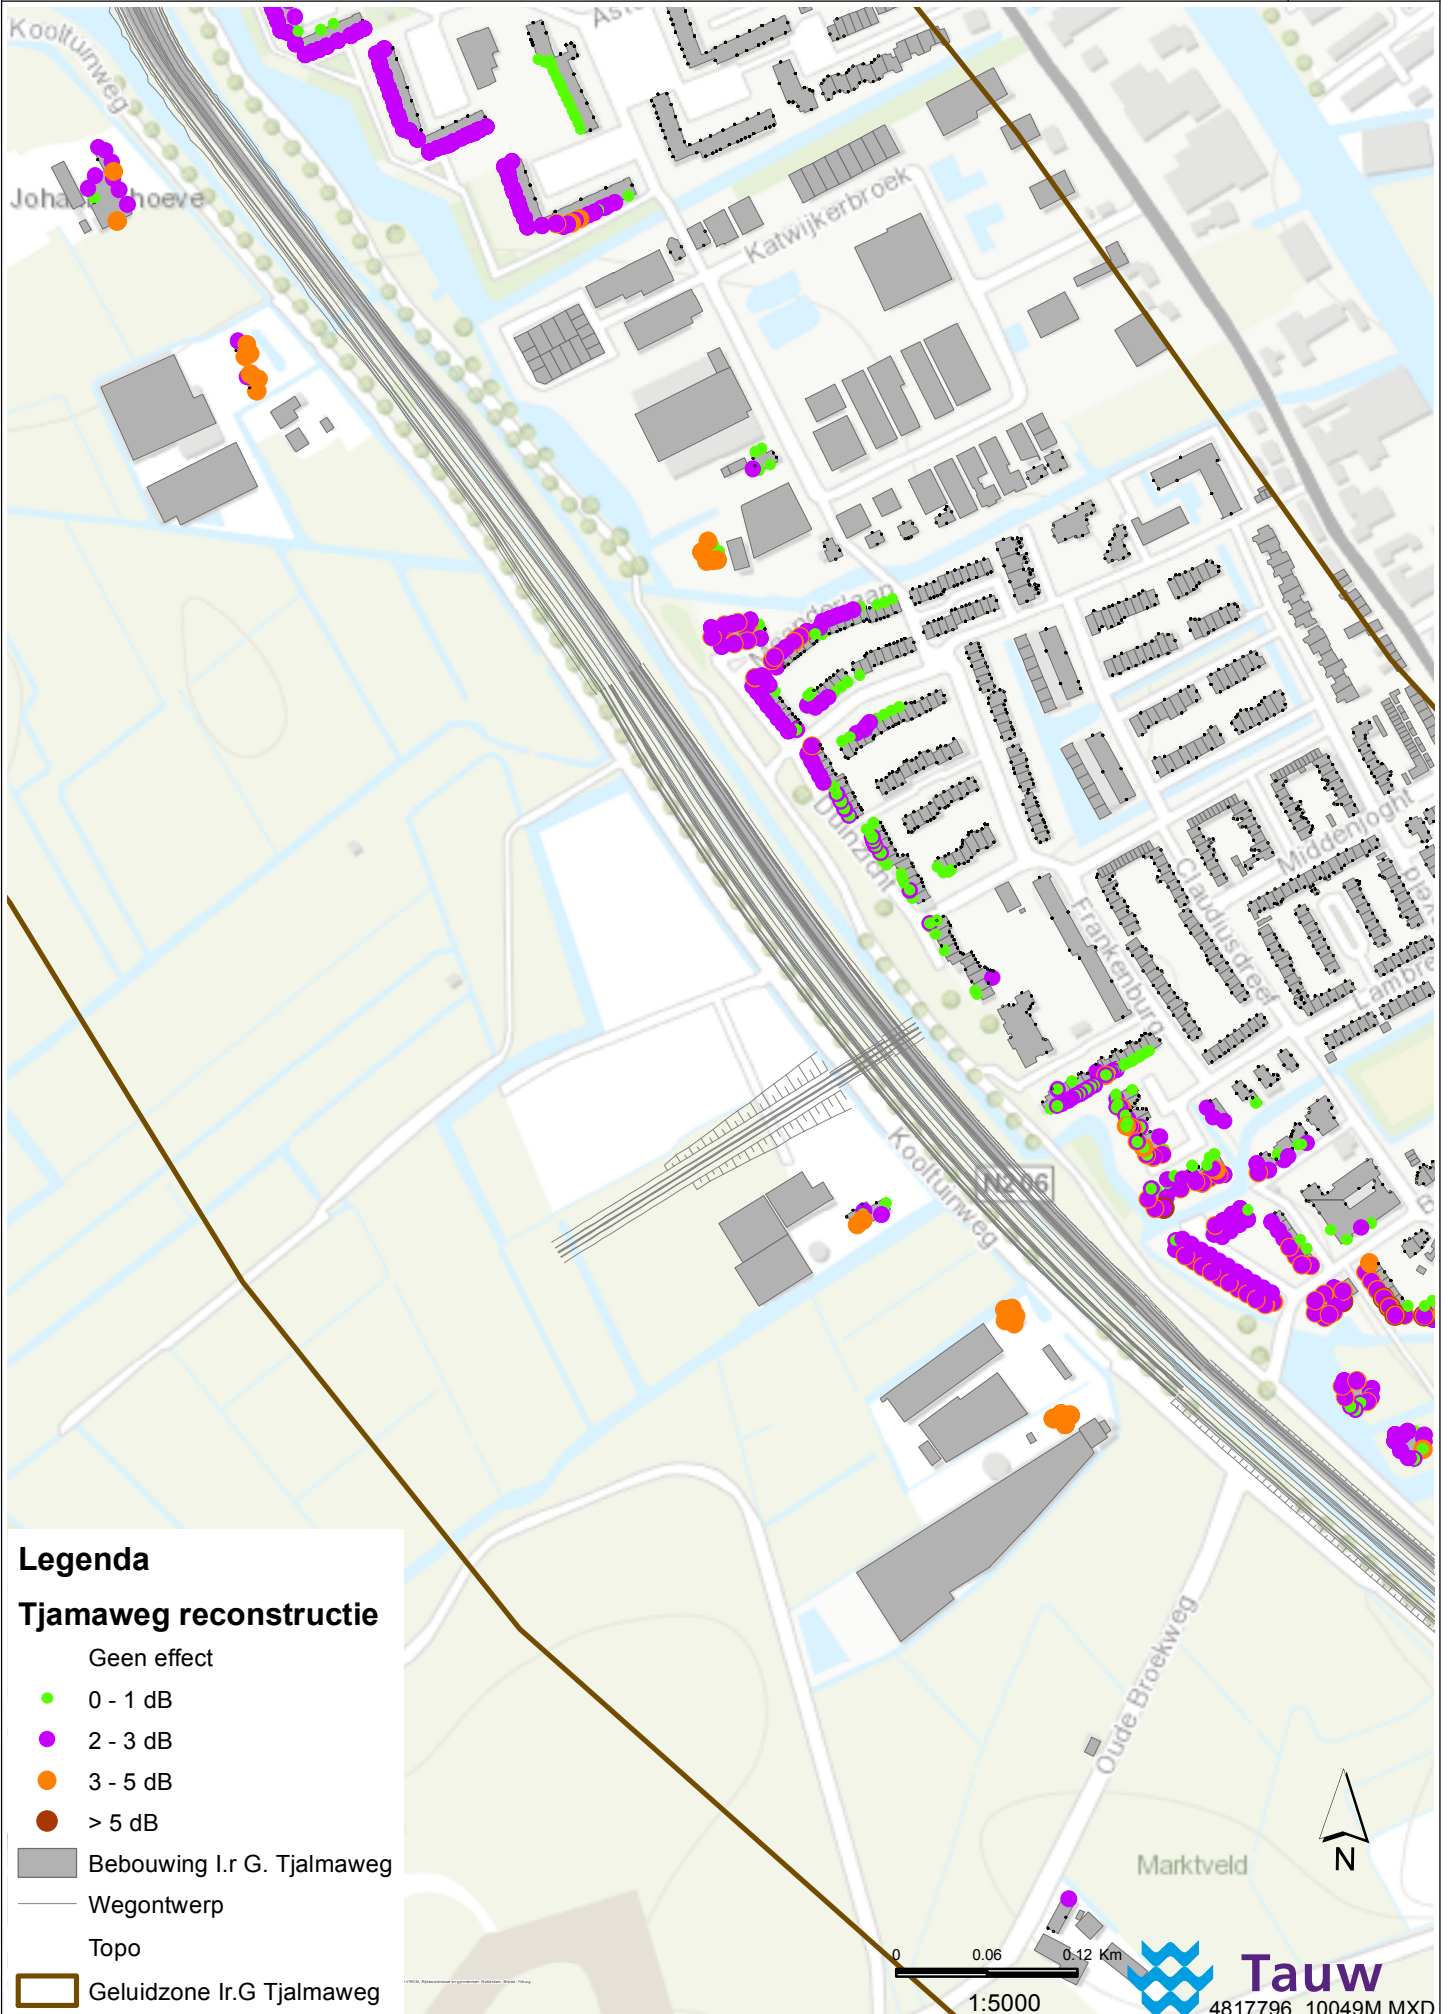 Kooltuinweg
Katwijkerbroek
Duinzicht
Middenjoght
Claudiusdreef
Frankenburg
Kooltuinweg
N206
Oude Broekweg
Marktveld
N
Legenda
Tjamaweg reconstructie
Geen effect
0 - 1 dB
2 - 3 dB
3 - 5 dB
> 5 dB
Bebouwing I.r G. Tjalmaweg
Wegontwerp
Topo
Geluidzone Ir.G Tjalmaweg
0 0.06 0.12 Km
1:5000
Tauw
4817796_10049M.MXD